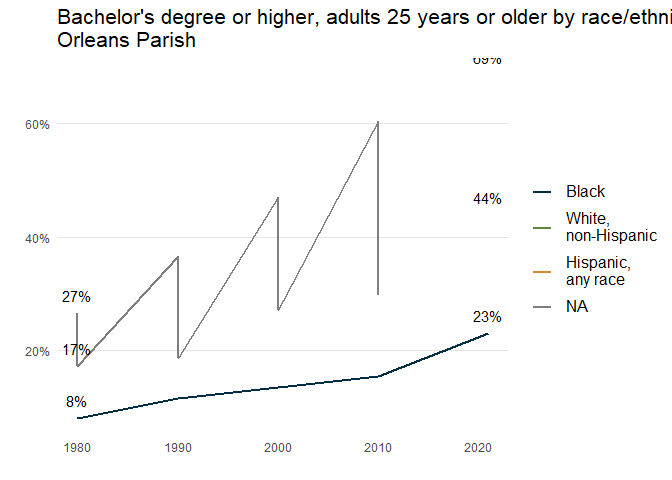 Bachelor's degree or higher, adults 25 years or older by race/ethni
Orleans Parish
69%
60%
44%
40%
27%
23%
20%
17%
8%
1980 1990 2000 2010 2020
Black
White,
non-Hispanic
Hispanic,
any race
NA